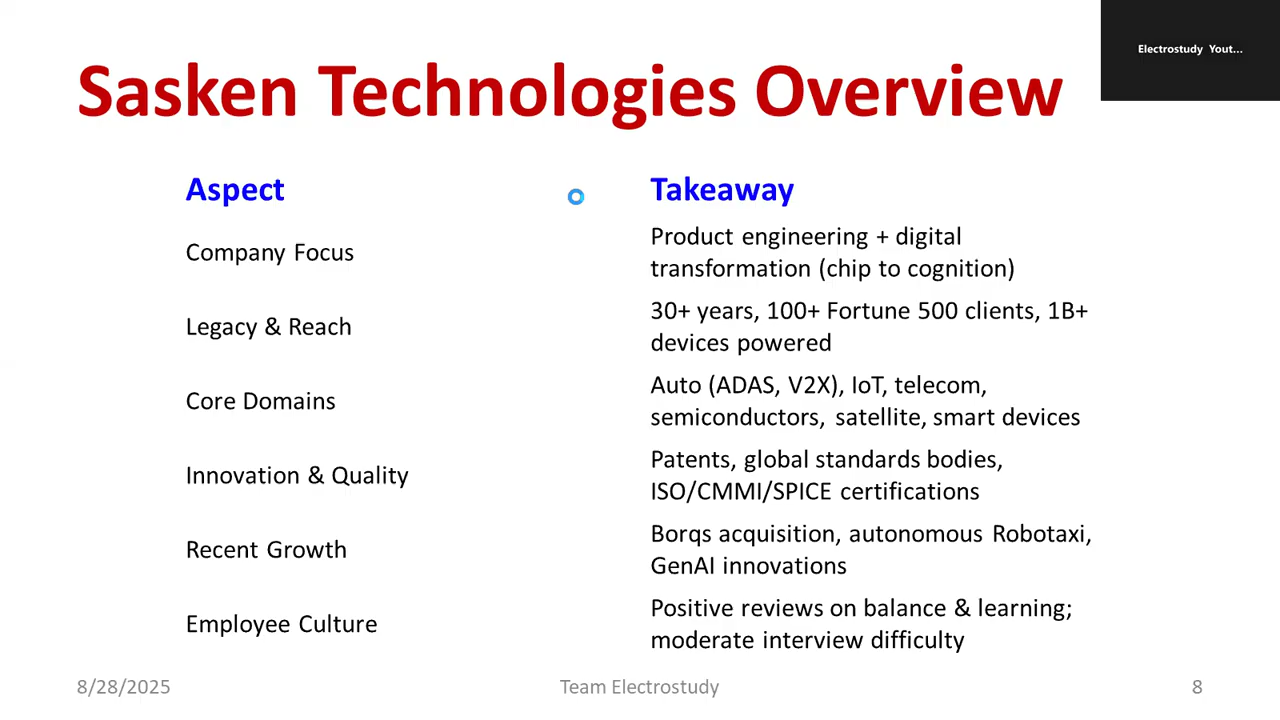 Electrostudy Yout...
Sasken Technologies Overview
Aspect
Takeaway
Company Focus
Product engineering + digital
transformation (chip to cognition)
Legacy & Reach
30+ years, 100+ Fortune 500 clients, 1B+
devices powered
Core Domains
Auto (ADAS, V2X), IoT, telecom,
semiconductors, satellite, smart devices
Innovation & Quality
Patents, global standards bodies,
ISO/CMMI/SPICE certifications
Recent Growth
Borqs acquisition, autonomous Robotaxi,
GenAI innovations
Employee Culture
Positive reviews on balance & learning;
moderate interview difficulty
8/28/2025
Team Electrostudy
8